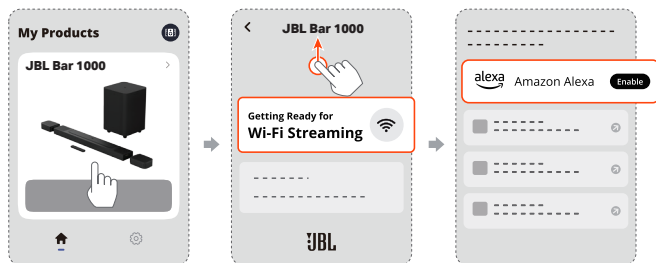 My Products
JBL Bar 1000
JBL Bar 1000
Getting Ready for
Wi-Fi Streaming
JBL
alexa
Amazon Alexa
Enable